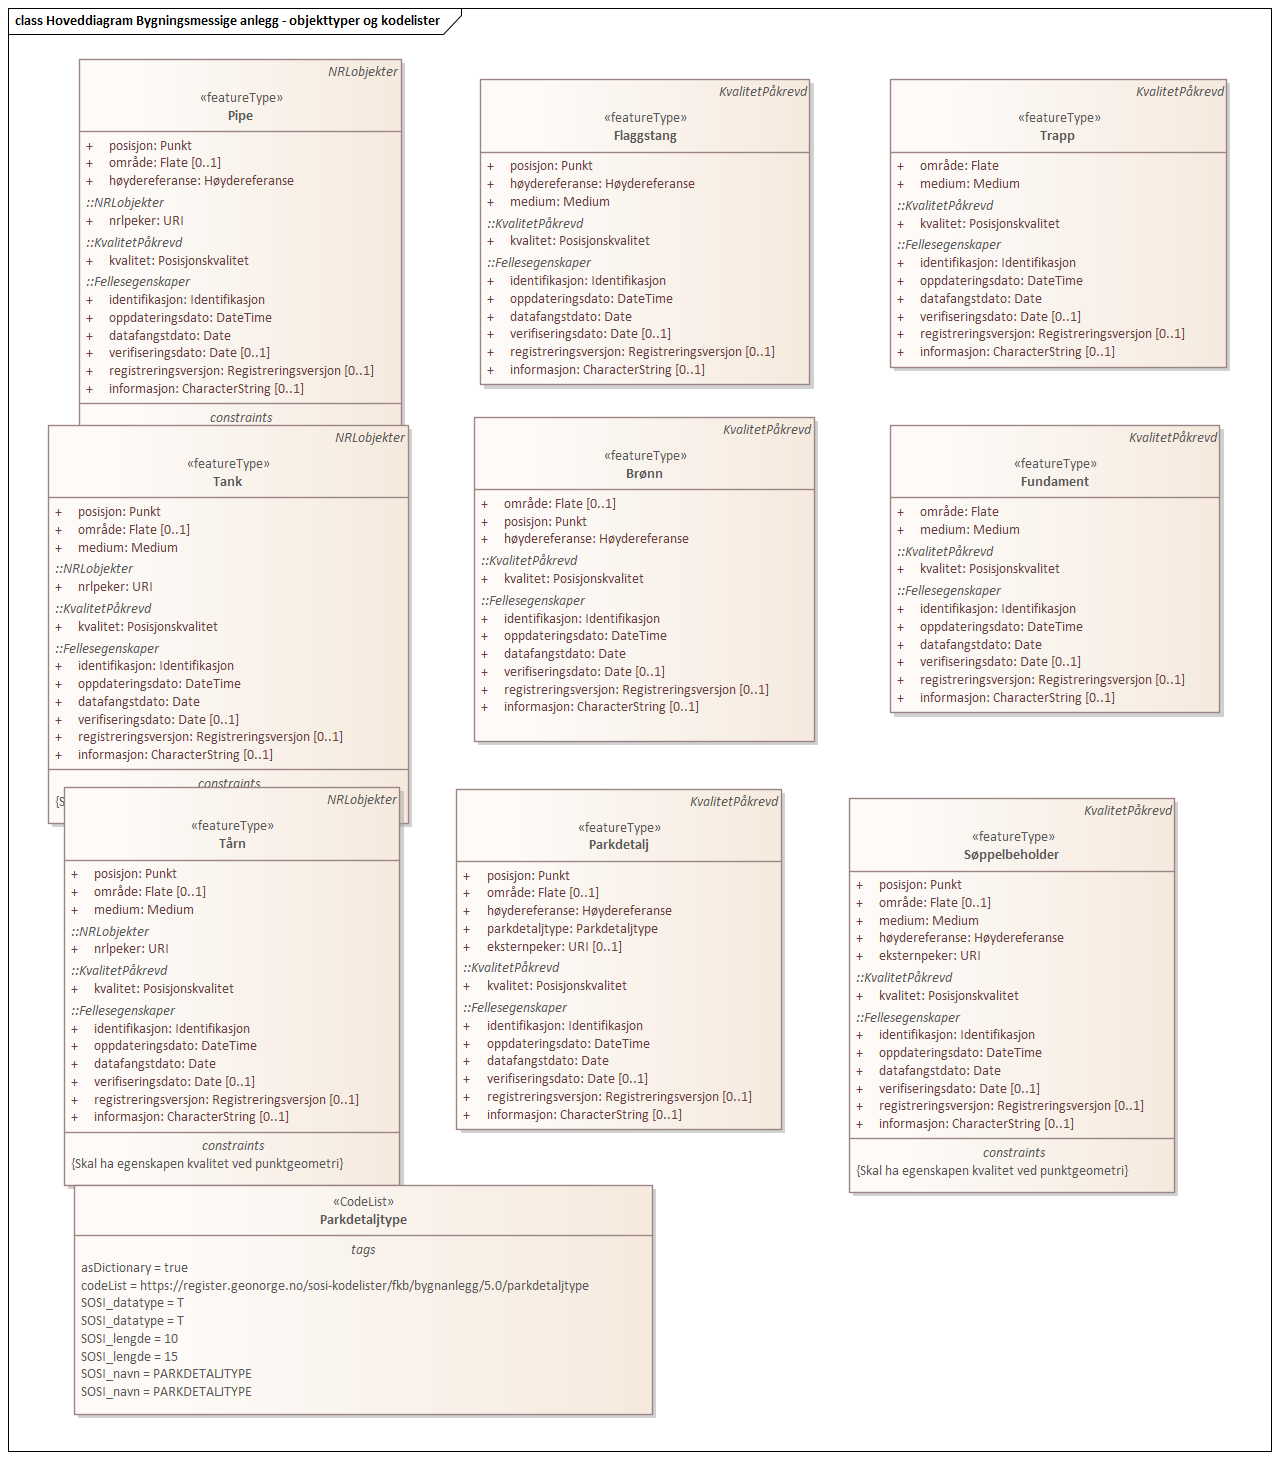 class Hoveddiagram Bygningsmessige anlegg - objekttyper og kodelister
NRLobjekter
«featureType»
Pipe
+ posisjon: Punkt
+ område: Flate [0..1]
+ høydereferanse: Høydereferanse
::NRLobjekter
+ nrlpeker: URI
::KvalitetPåkrevd
+ kvalitet: Posisjonskvalitet
::Fellesegenskaper
+ identifikasjon: Identifikasjon
+ oppdateringsdato: DateTime
+ datafangstdato: Date
+ verifiseringsdato: Date [0..1]
+ registreringsversjon: Registreringsversjon [0..1]
+ informasjon: CharacterString [0..1]
constraints
KvalitetPåkrevd
«featureType»
Flaggstang
+ posisjon: Punkt
+ høydereferanse: Høydereferanse
+ medium: Medium
::KvalitetPåkrevd
+ kvalitet: Posisjonskvalitet
::Fellesegenskaper
+ identifikasjon: Identifikasjon
+ oppdateringsdato: DateTime
+ datafangstdato: Date
+ verifiseringsdato: Date [0..1]
+ registreringsversjon: Registreringsversjon [0..1]
+ informasjon: CharacterString [0..1]
KvalitetPåkrevd
«featureType»
Trapp
+ område: Flate
+ medium: Medium
::KvalitetPåkrevd
+ kvalitet: Posisjonskvalitet
::Fellesegenskaper
+ identifikasjon: Identifikasjon
+ oppdateringsdato: DateTime
+ datafangstdato: Date
+ verifiseringsdato: Date [0..1]
+ registreringsversjon: Registreringsversjon [0..1]
+ informasjon: CharacterString [0..1]
NRLobjekter
«featureType»
Tank
+ posisjon: Punkt
+ område: Flate [0..1]
+ medium: Medium
::NRLobjekter
+ nrlpeker: URI
::KvalitetPåkrevd
+ kvalitet: Posisjonskvalitet
::Fellesegenskaper
+ identifikasjon: Identifikasjon
+ oppdateringsdato: DateTime
+ datafangstdato: Date
+ verifiseringsdato: Date [0..1]
+ registreringsversjon: Registreringsversjon [0..1]
+ informasjon: CharacterString [0..1]
constraints
KvalitetPåkrevd
«featureType»
Brønn
+ område: Flate [0..1]
+ posisjon: Punkt
+ høydereferanse: Høydereferanse
::KvalitetPåkrevd
+ kvalitet: Posisjonskvalitet
::Fellesegenskaper
+ identifikasjon: Identifikasjon
+ oppdateringsdato: DateTime
+ datafangstdato: Date
+ verifiseringsdato: Date [0..1]
+ registreringsversjon: Registreringsversjon [0..1]
+ informasjon: CharacterString [0..1]
KvalitetPåkrevd
«featureType»
Fundament
+ område: Flate
+ medium: Medium
::KvalitetPåkrevd
+ kvalitet: Posisjonskvalitet
::Fellesegenskaper
+ identifikasjon: Identifikasjon
+ oppdateringsdato: DateTime
+ datafangstdato: Date
+ verifiseringsdato: Date [0..1]
+ registreringsversjon: Registreringsversjon [0..1]
+ informasjon: CharacterString [0..1]
NRLobjekter
«featureType»
Tårn
+ posisjon: Punkt
+ område: Flate [0..1]
+ medium: Medium
::NRLobjekter
+ nrlpeker: URI
::KvalitetPåkrevd
+ kvalitet: Posisjonskvalitet
::Fellesegenskaper
+ identifikasjon: Identifikasjon
+ oppdateringsdato: DateTime
+ datafangstdato: Date
+ verifiseringsdato: Date [0..1]
+ registreringsversjon: Registreringsversjon [0..1]
+ informasjon: CharacterString [0..1]
constraints
{Skal ha egenskapen kvalitet ved punktgeometri}
KvalitetPåkrevd
«featureType»
Parkdetalj
+ posisjon: Punkt
+ område: Flate [0..1]
+ høydereferanse: Høydereferanse
+ parkdetaljtype: Parkdetaljtype
+ eksternpeker: URI [0..1]
::KvalitetPåkrevd
+ kvalitet: Posisjonskvalitet
::Fellesegenskaper
+ identifikasjon: Identifikasjon
+ oppdateringsdato: DateTime
+ datafangstdato: Date
+ verifiseringsdato: Date [0..1]
+ registreringsversjon: Registreringsversjon [0..1]
+ informasjon: CharacterString [0..1]
KvalitetPåkrevd
«featureType»
Søppelbeholder
+ posisjon: Punkt
+ område: Flate [0..1]
+ medium: Medium
+ høydereferanse: Høydereferanse
+ eksternpeker: URI
::KvalitetPåkrevd
+ kvalitet: Posisjonskvalitet
::Fellesegenskaper
+ identifikasjon: Identifikasjon
+ oppdateringsdato: DateTime
+ datafangstdato: Date
+ verifiseringsdato: Date [0..1]
+ registreringsversjon: Registreringsversjon [0..1]
+ informasjon: CharacterString [0..1]
constraints
{Skal ha egenskapen kvalitet ved punktgeometri}
«CodeList»
Parkdetaljtype
tags
asDictionary = true
codeList = https://register.geonorge.no/sosi-kodelister/fkb/bygnanlegg/5.0/parkdetaljtype
SOSI_datatype = T
SOSI_datatype = T
SOSI_lengde = 10
SOSI_lengde = 15
SOSI_navn = PARKDETALJTYPE
SOSI_navn = PARKDETALJTYPE